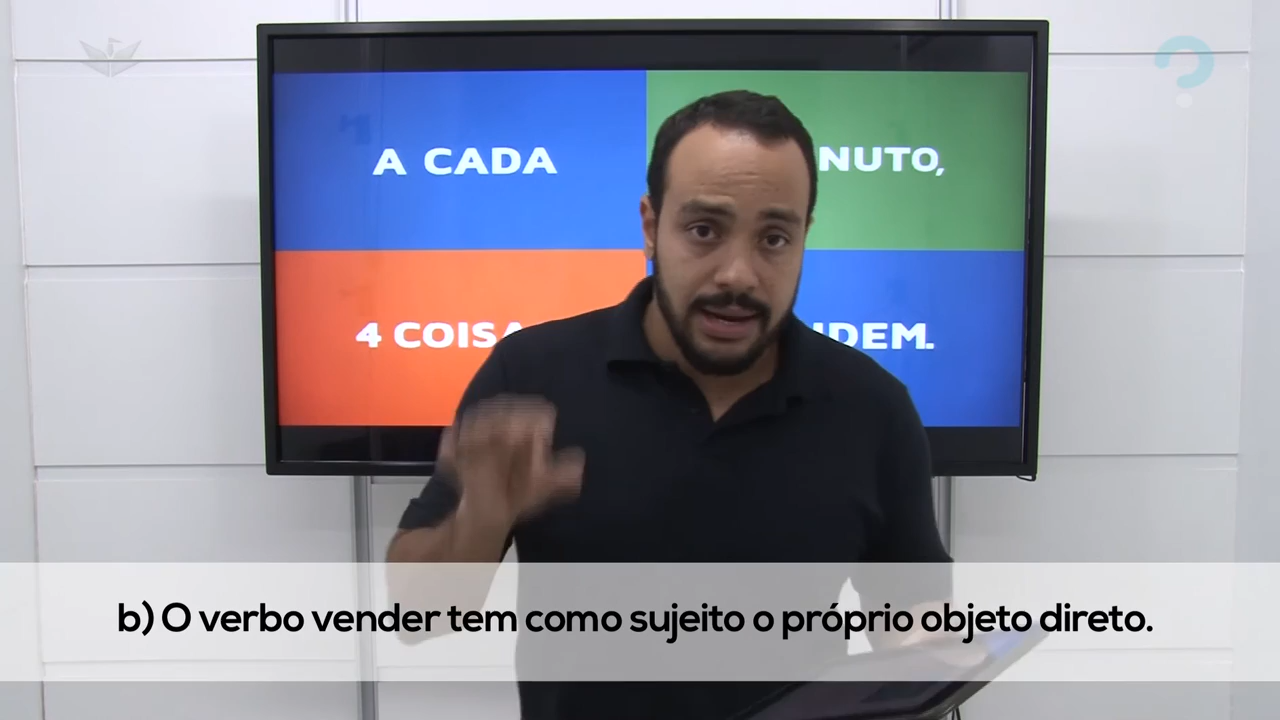 A CADA
NUTO,
4 COISA
DEM.
b) O verbo vender tem como sujeito o próprio objeto direto.